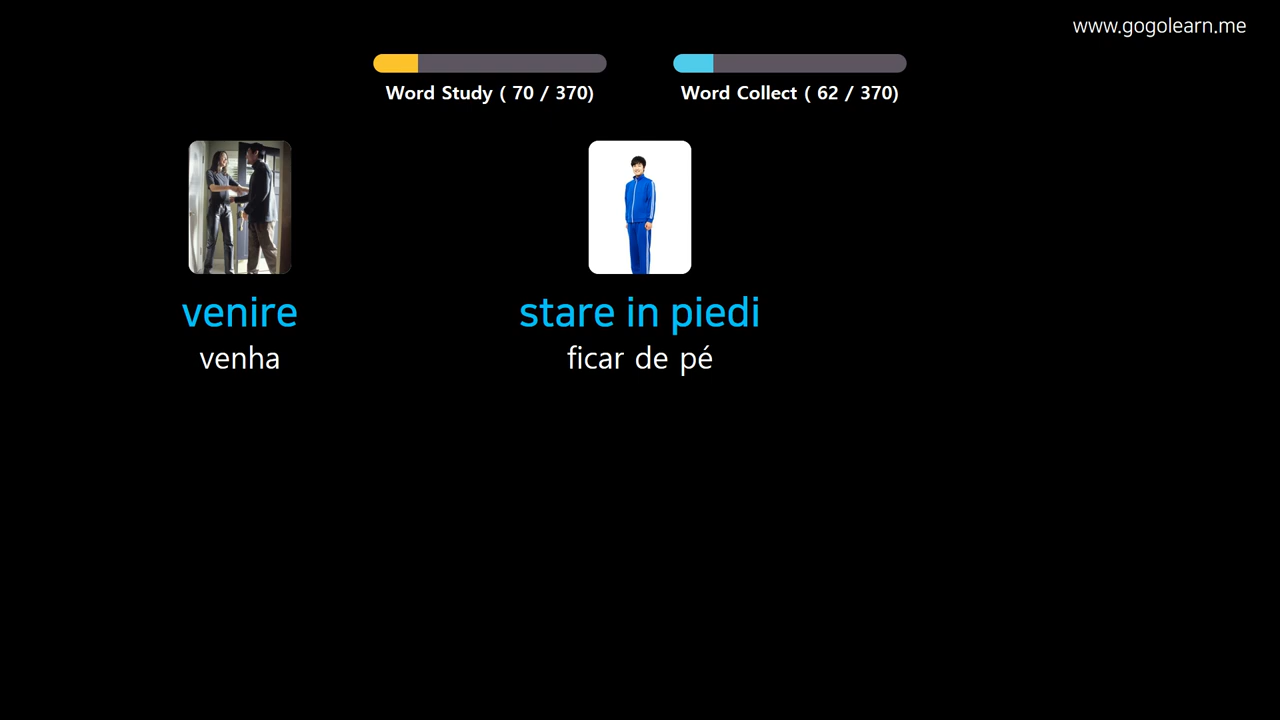 www.gogolearn.me
Word Study ( 70 / 370)
Word Collect ( 62 / 370)
venire
venha
stare in piedi
ficar de pé